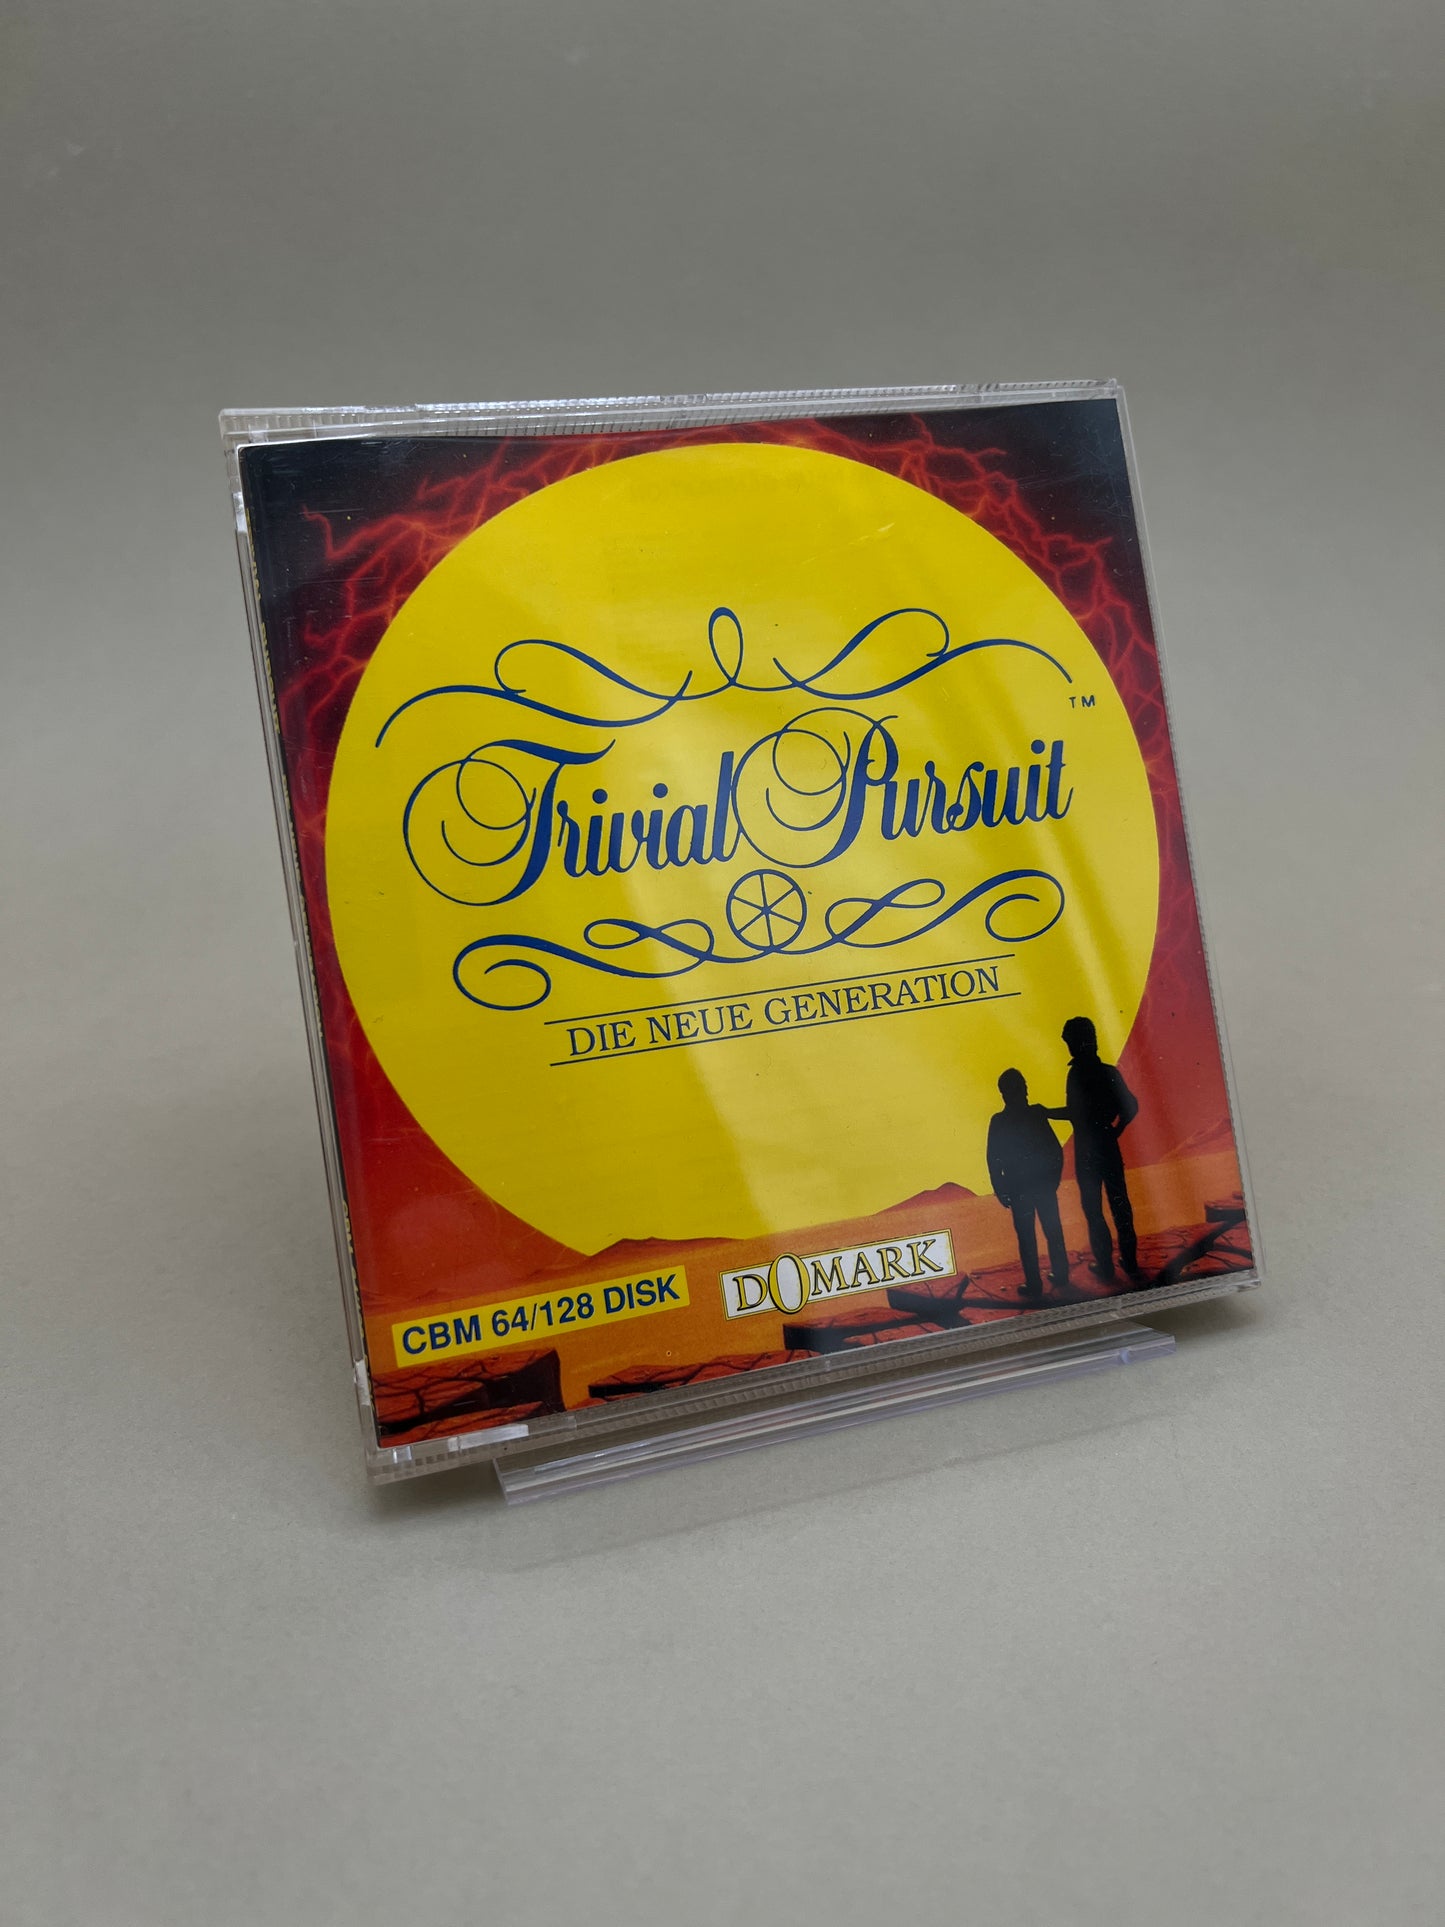 TM
Trivial Pursuit
DIE NEUE GENERATION
CBM 64/128 DISK
DOMARK